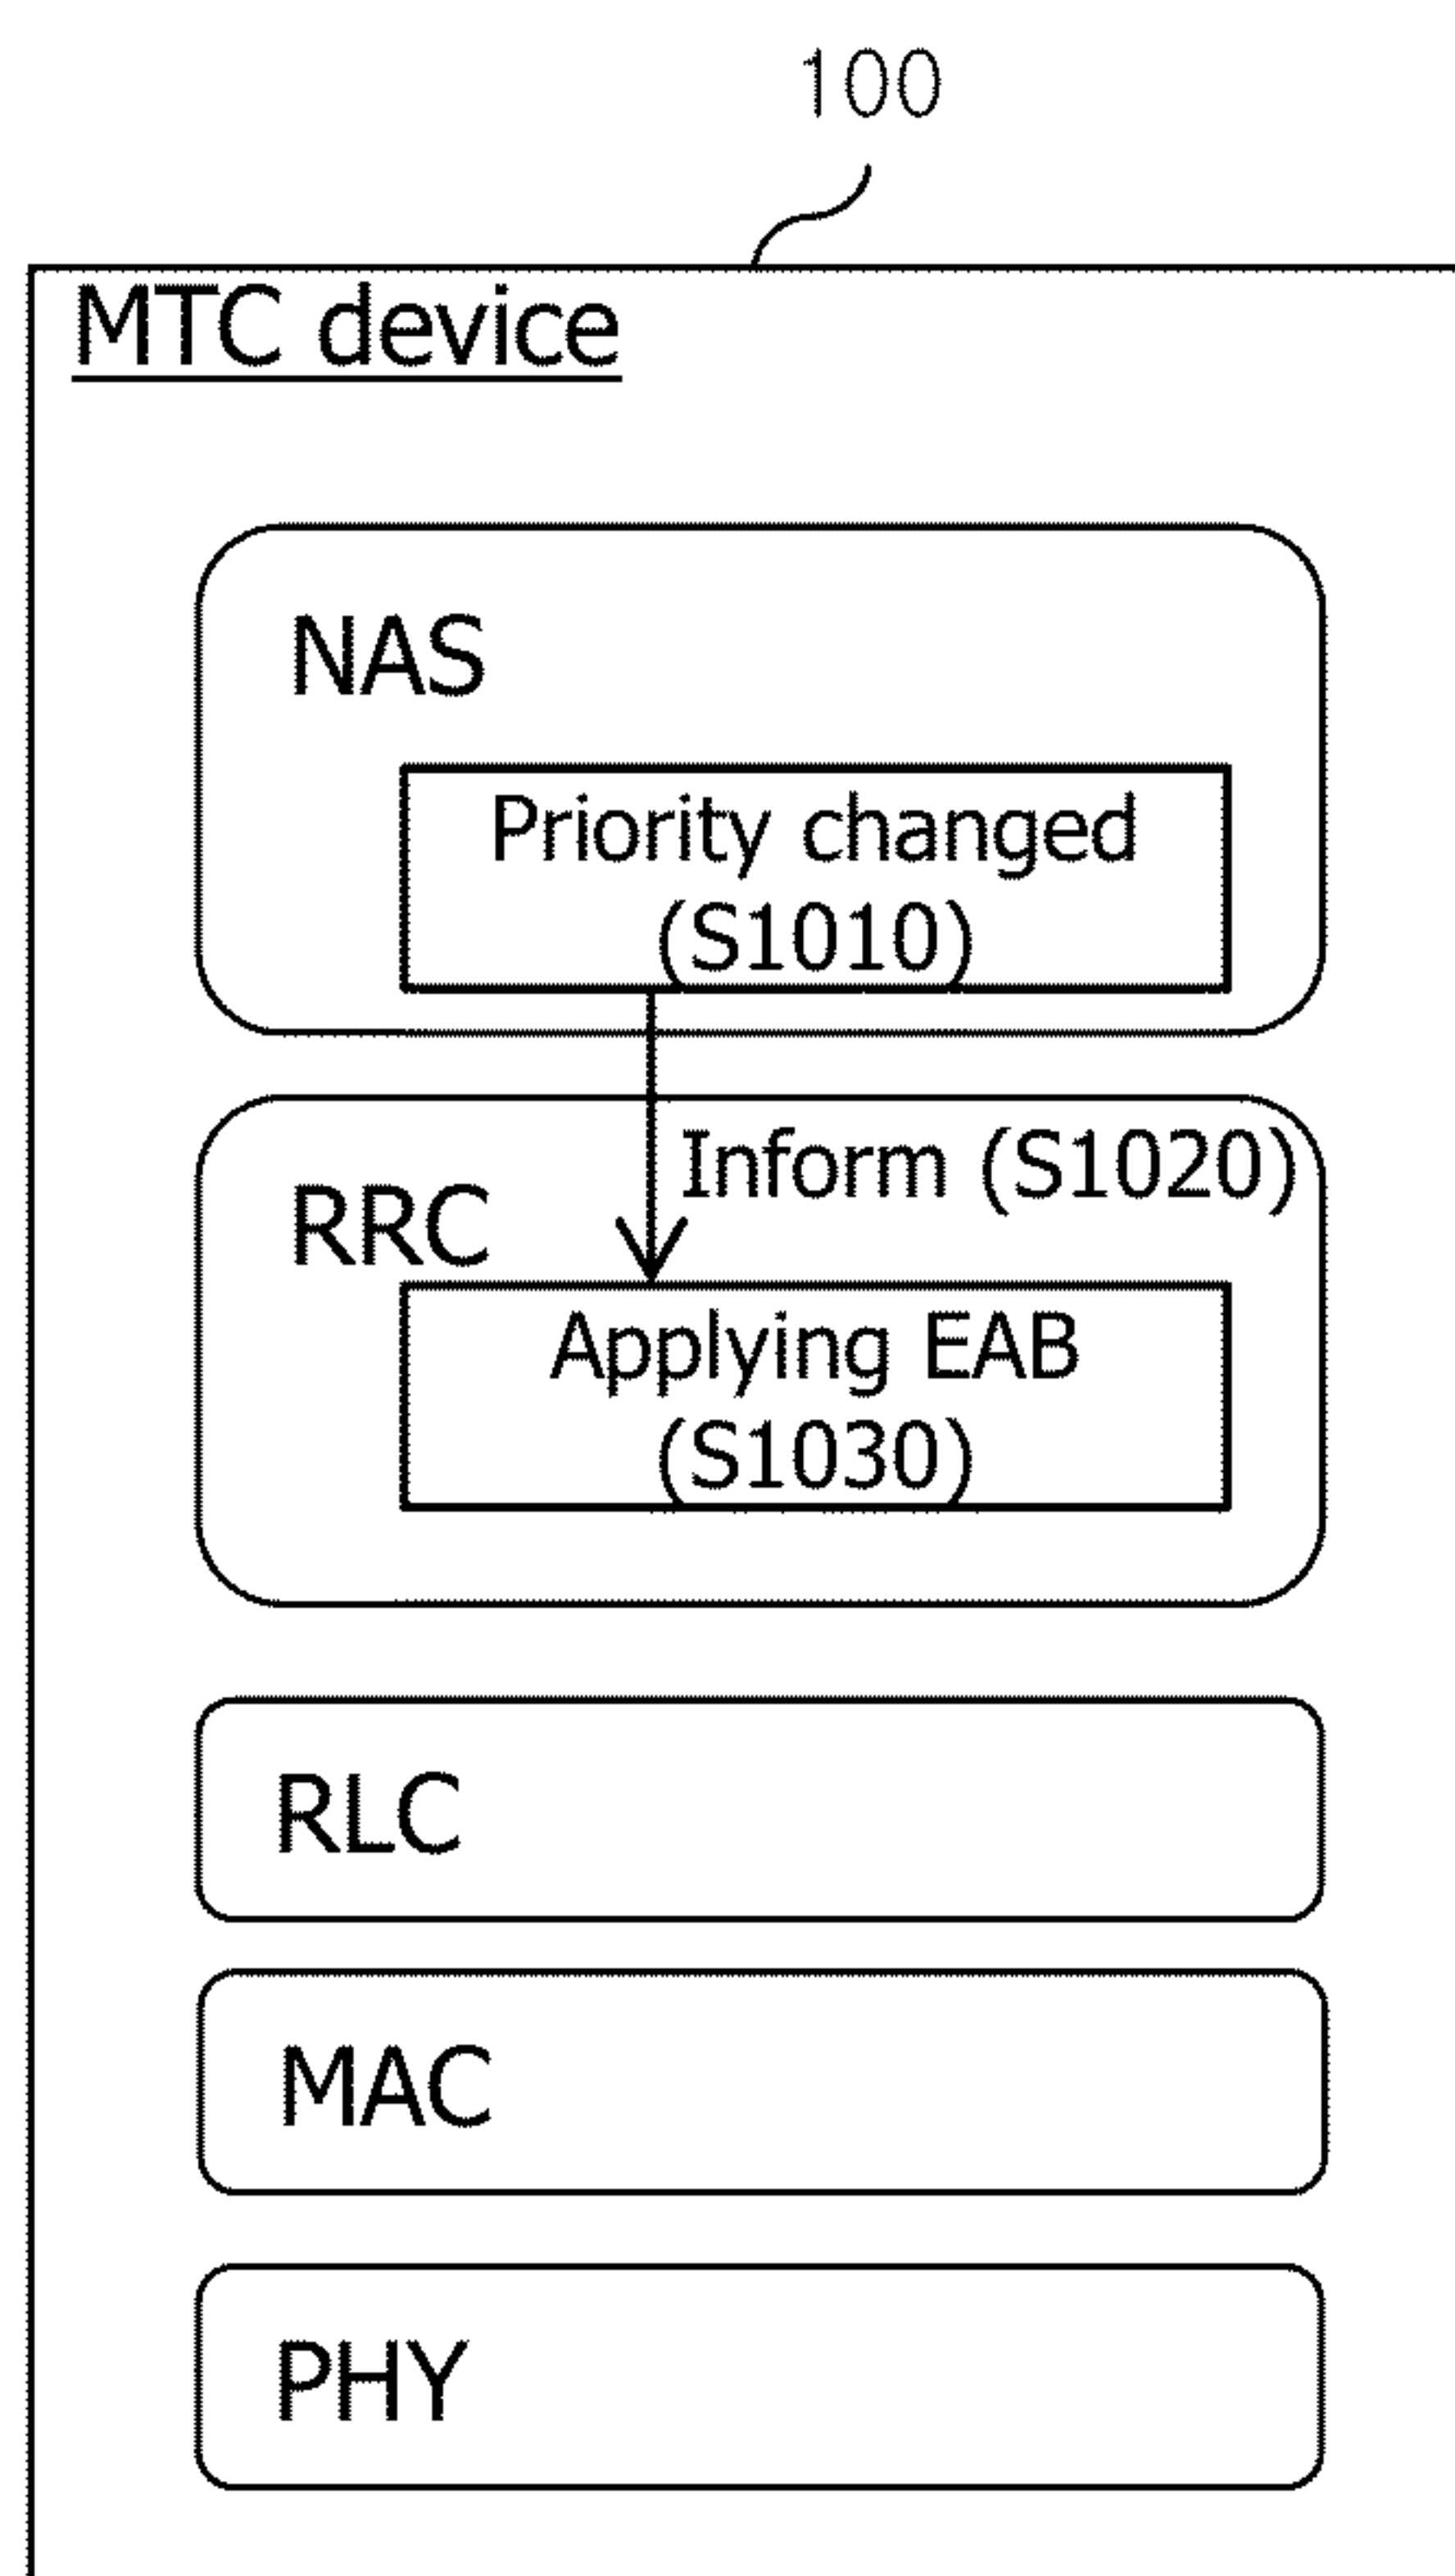 100
MTC device
NAS
Priority changed
(S1010)
Inform (S1020)
RRC
Applying EAB
(S1030)
RLC
MAC
PHY